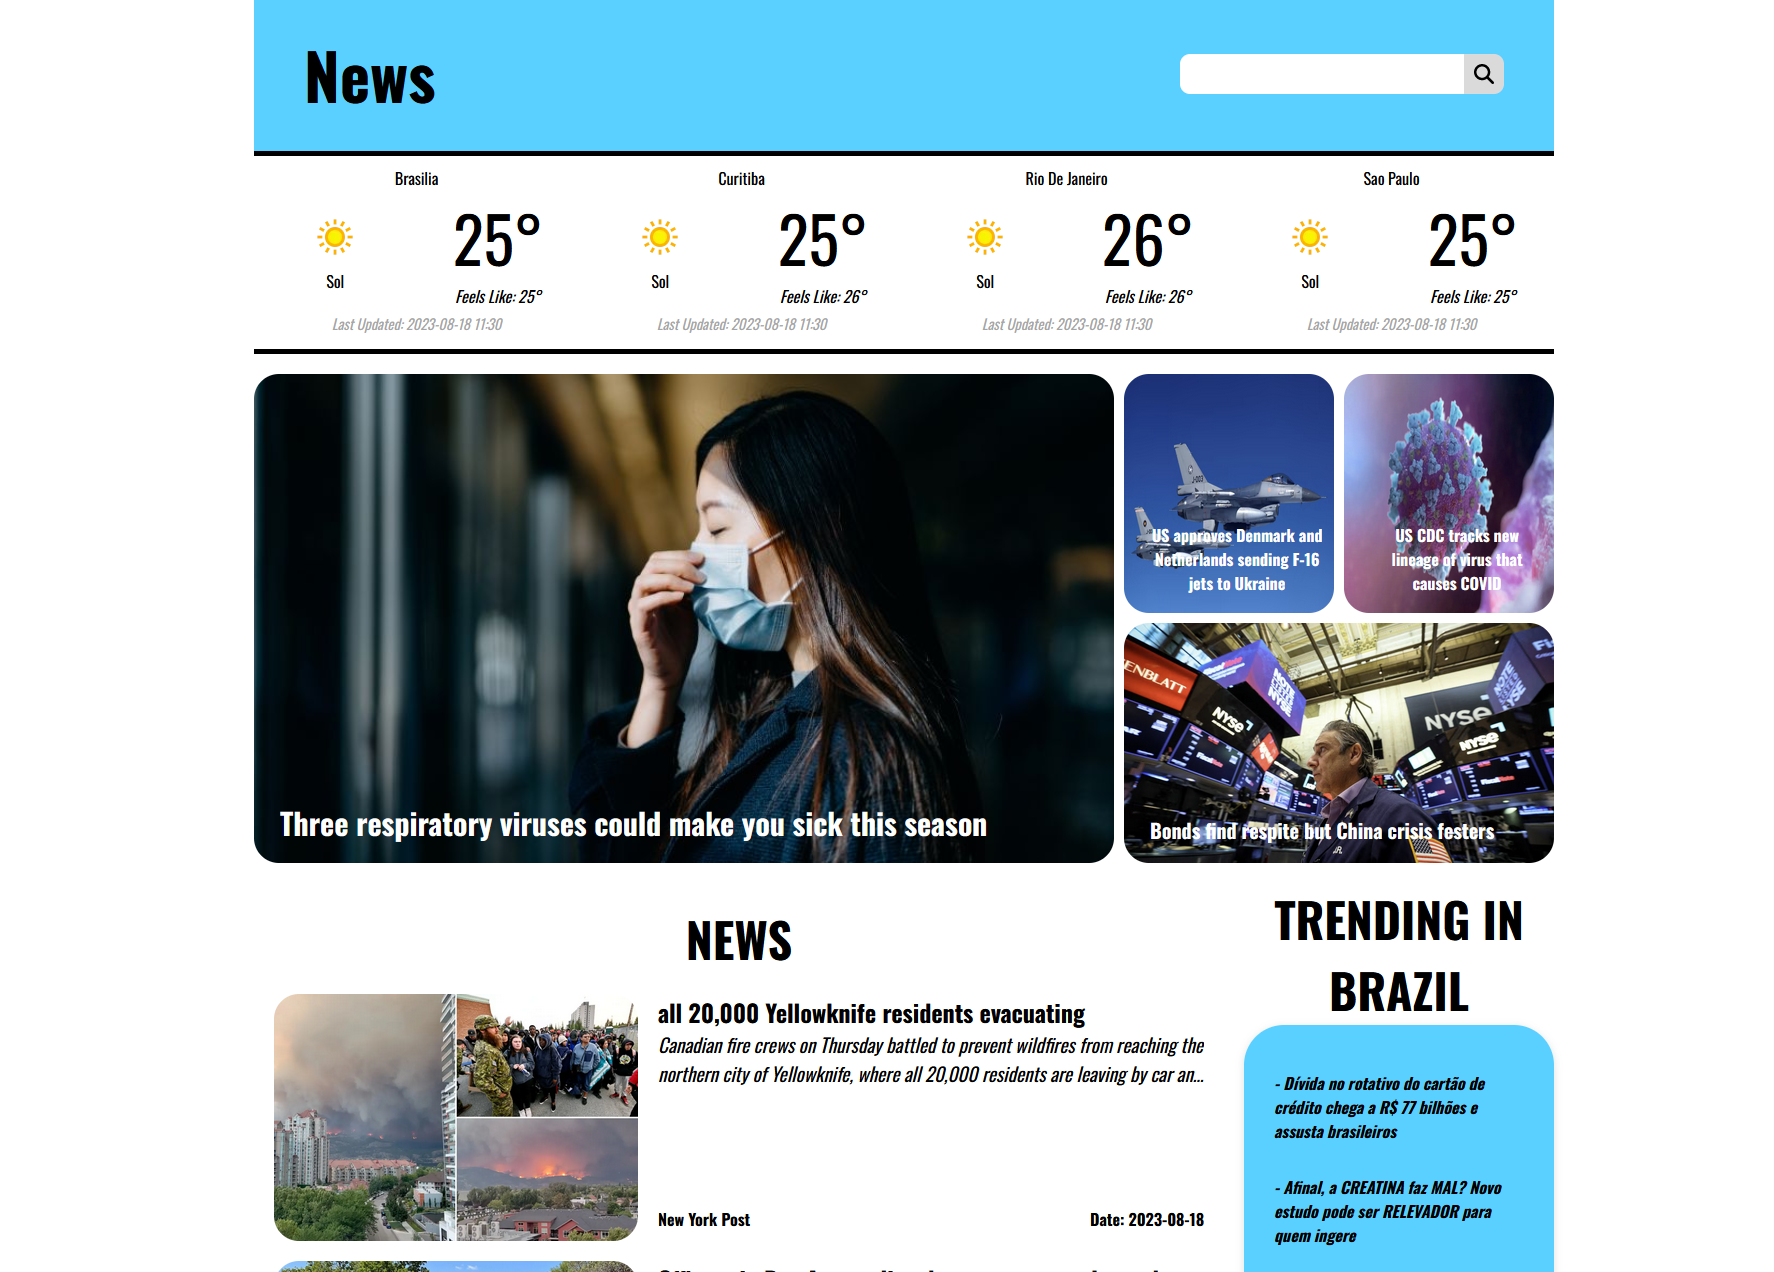 News
Brasilia
Curitiba
Rio De Janeiro
Sao Paulo
25°
25°
26°
25°
Sol
Sol
Sol
Sol
Feels Like: 25°
Feels Like: 26°
Feels Like: 26°
Feels Like: 25°
Last Updated: 2023-08-18 11:30
Last Updated: 2023-08-18 11:30
Last Updated: 2023-08-18 11:30
Last Updated: 2023-08-18 11:30
J-003
US approves Denmark and
Netherlands sending F-16
jets to Ukraine
US CDC tracks new
lineage of virus that
causes COVID
Three respiratory viruses could make you sick this season
ENBLATT
NYSE
NYSE
NYSE
Bonds find respite but China crisis festers
NEWS
all 20,000 Yellowknife residents evacuating
Canadian fire crews on Thursday battled to prevent wildfires from reaching the
northern city of Yellowknife, where all 20,000 residents are leaving by car an...
New York Post
Date: 2023-08-18
TRENDING IN
BRAZIL
- Dívida no rotativo do cartão de
crédito chega a R$ 77 bilhões e
assusta brasileiros
- Afinal, a CREATINA faz MAL? Novo
estudo pode ser RELEVADOR para
quem ingere